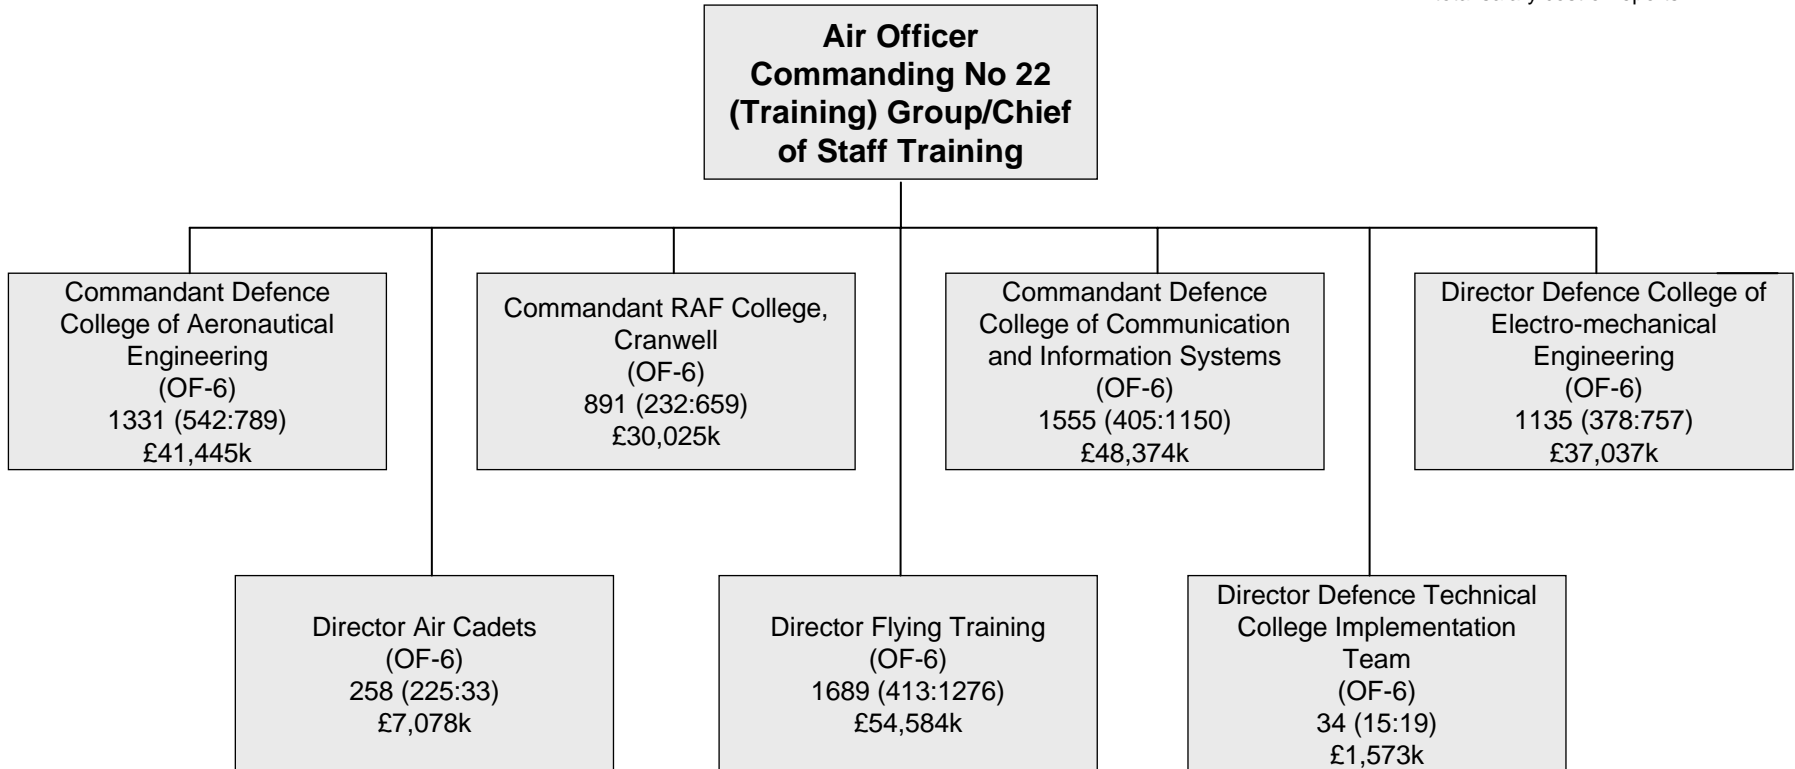 Air Officer
Commanding No 22
(Training) Group/Chief
of Staff Training
Commandant Defence
College of Aeronautical
Engineering
(OF-6)
1331 (542:789)
£41,445k
Commandant RAF College,
Cranwell
(OF-6)
891 (232:659)
£30,025k
Commandant Defence
College of Communication
and Information Systems
(OF-6)
1555 (405:1150)
£48,374k
Director Defence College of
Electro-mechanical
Engineering
(OF-6)
1135 (378:757)
£37,037k
Director Air Cadets
(OF-6)
258 (225:33)
£7,078k
Director Flying Training
(OF-6)
1689 (413:1276)
£54,584k
Director Defence Technical
College Implementation
Team
(OF-6)
34 (15:19)
£1,573k